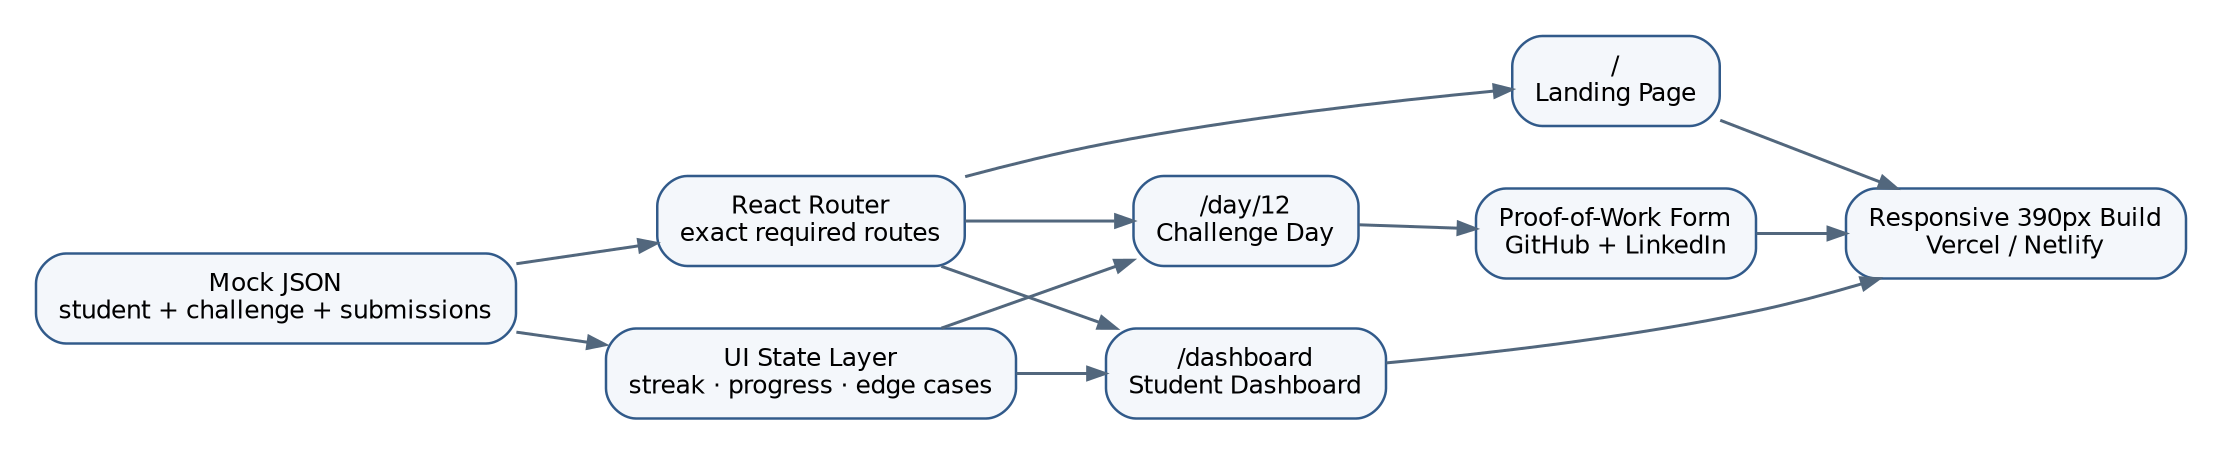 Mock JSON
student + challenge + submissions
React Router
exact required routes
UI State Layer
streak · progress · edge cases
/
Landing Page
/day/12
Challenge Day
/dashboard
Student Dashboard
Proof-of-Work Form
GitHub + LinkedIn
Responsive 390px Build
Vercel / Netlify